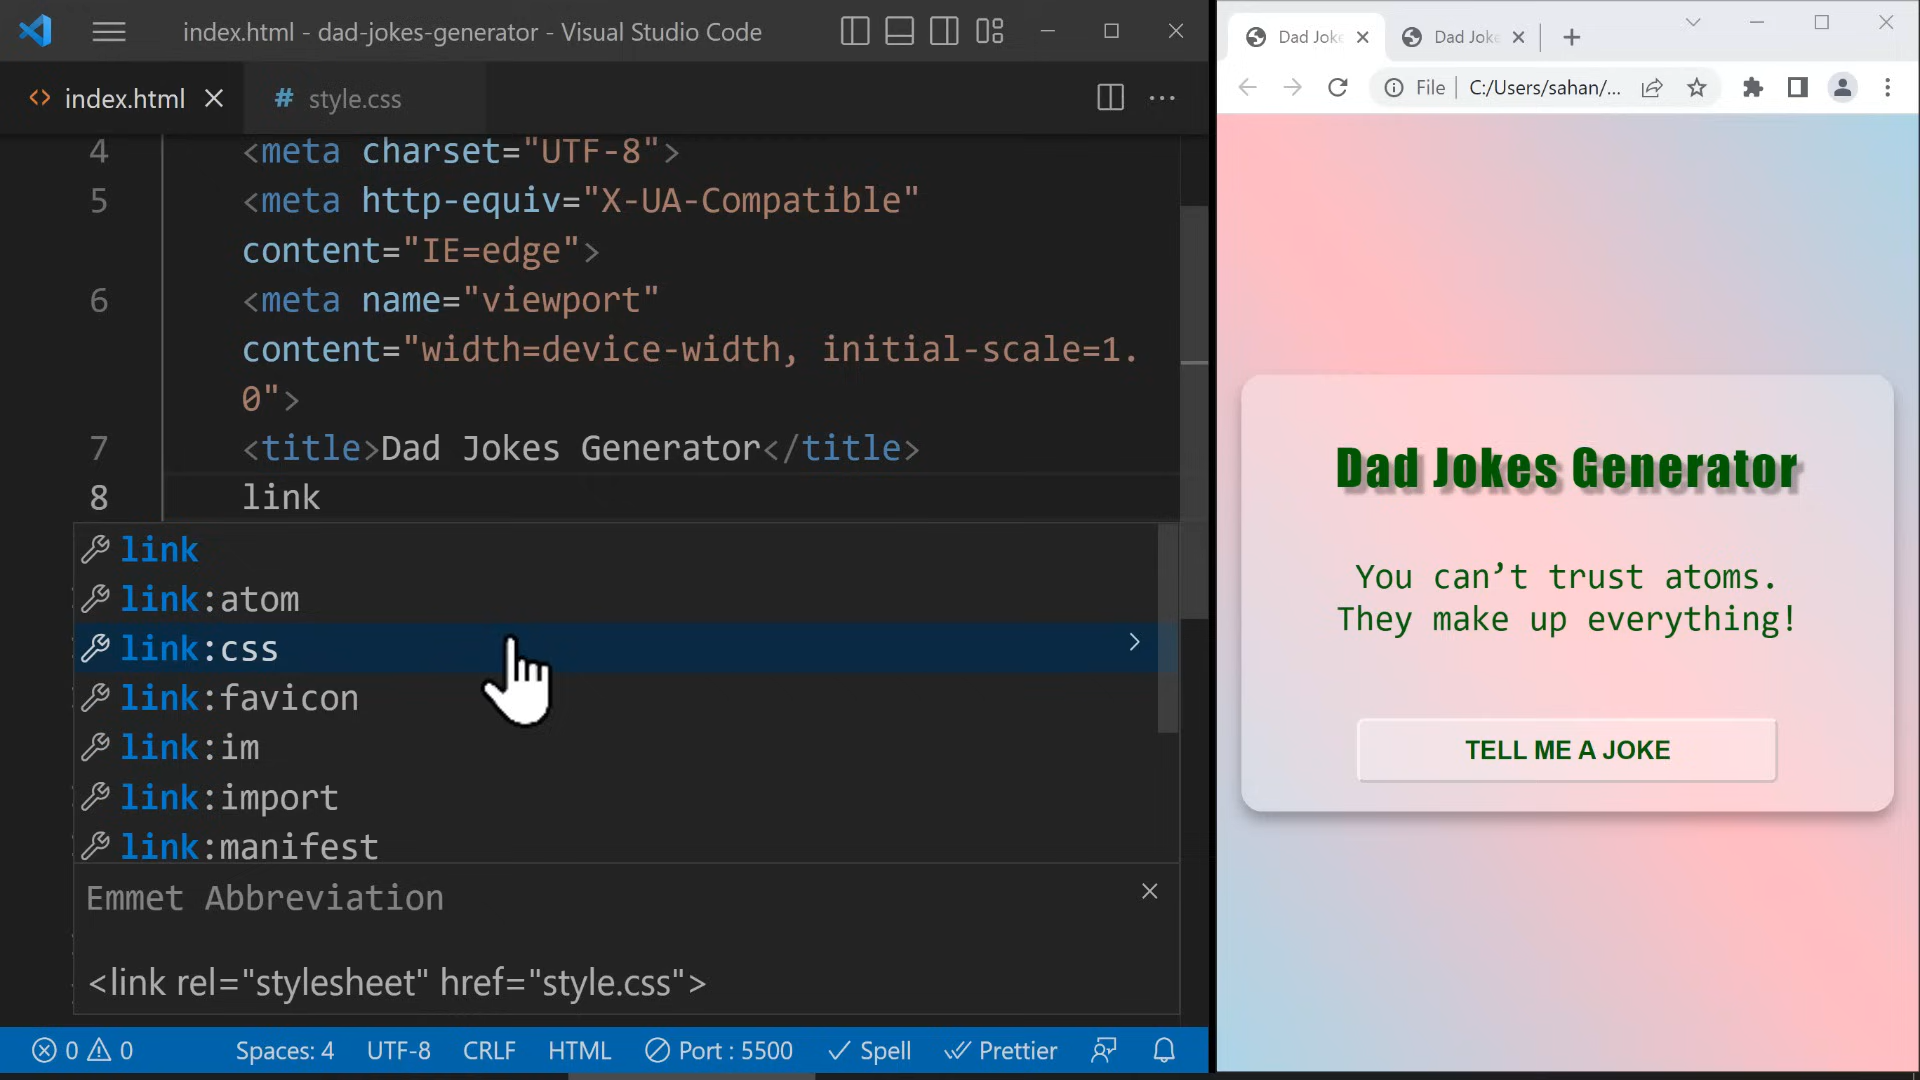 index.html - dad-jokes-generator - Visual Studio Code
index.html
# style.css
4 <meta charset="UTF-8">
5 <meta http-equiv="X-UA-Compatible"
content="IE=edge">
6 <meta name="viewport"
content="width=device-width, initial-scale=1.
0">
7 <title>Dad Jokes Generator</title>
8 link
link
link:atom
link:css
link:favicon
link:im
link:import
link:manifest
Emmet Abbreviation
<link rel="stylesheet" href="style.css">
0 0 Spaces: 4 UTF-8 CRLF HTML Port : 5500 Spell Prettier
Dad Joke
Dad Joke
File C:/Users/sahan/...
Dad Jokes Generator
You can’t trust atoms.
They make up everything!
TELL ME A JOKE